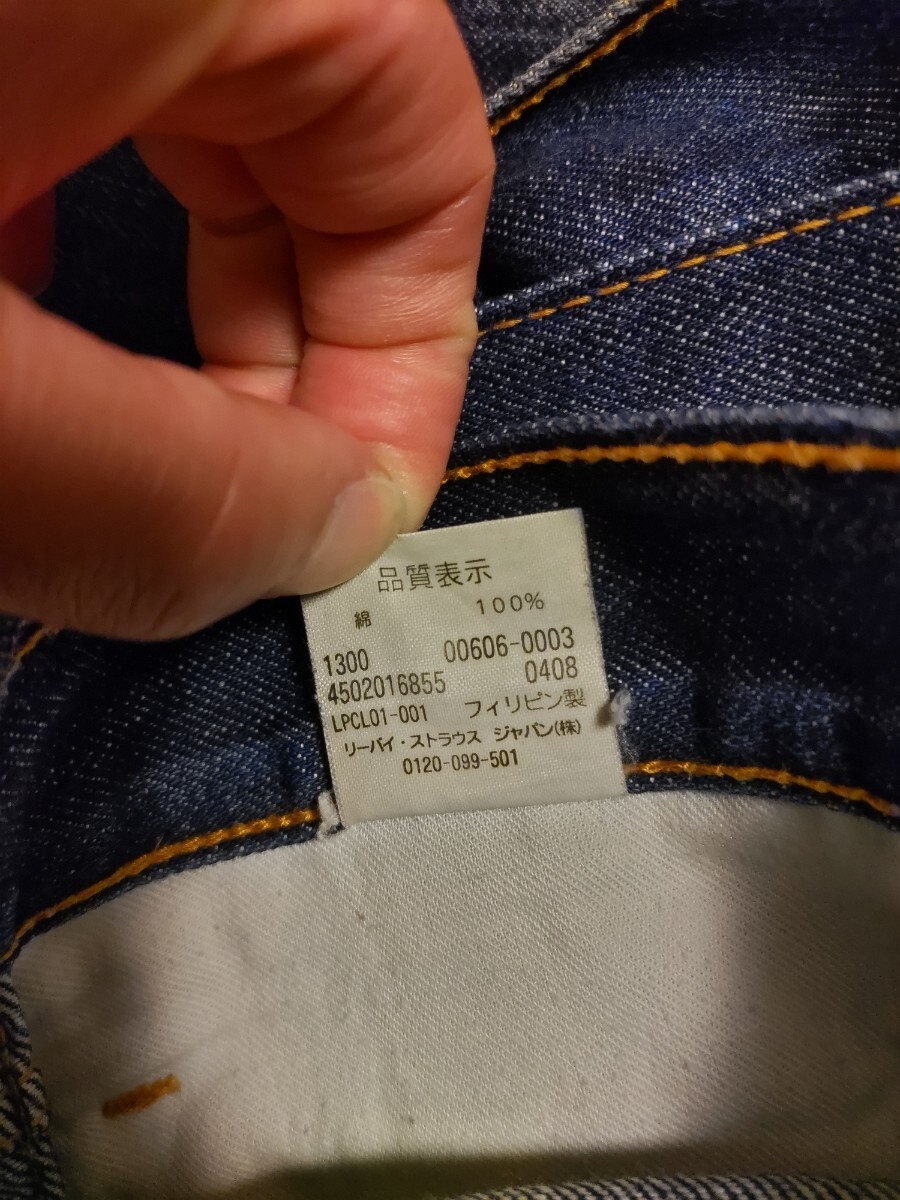 品質表示
綿 100%
1300 00606-0003
4502016855 0408
LPCL01-001 フィリピン製
リーバイ・ストラウス ジャパン(株)
0120-099-501